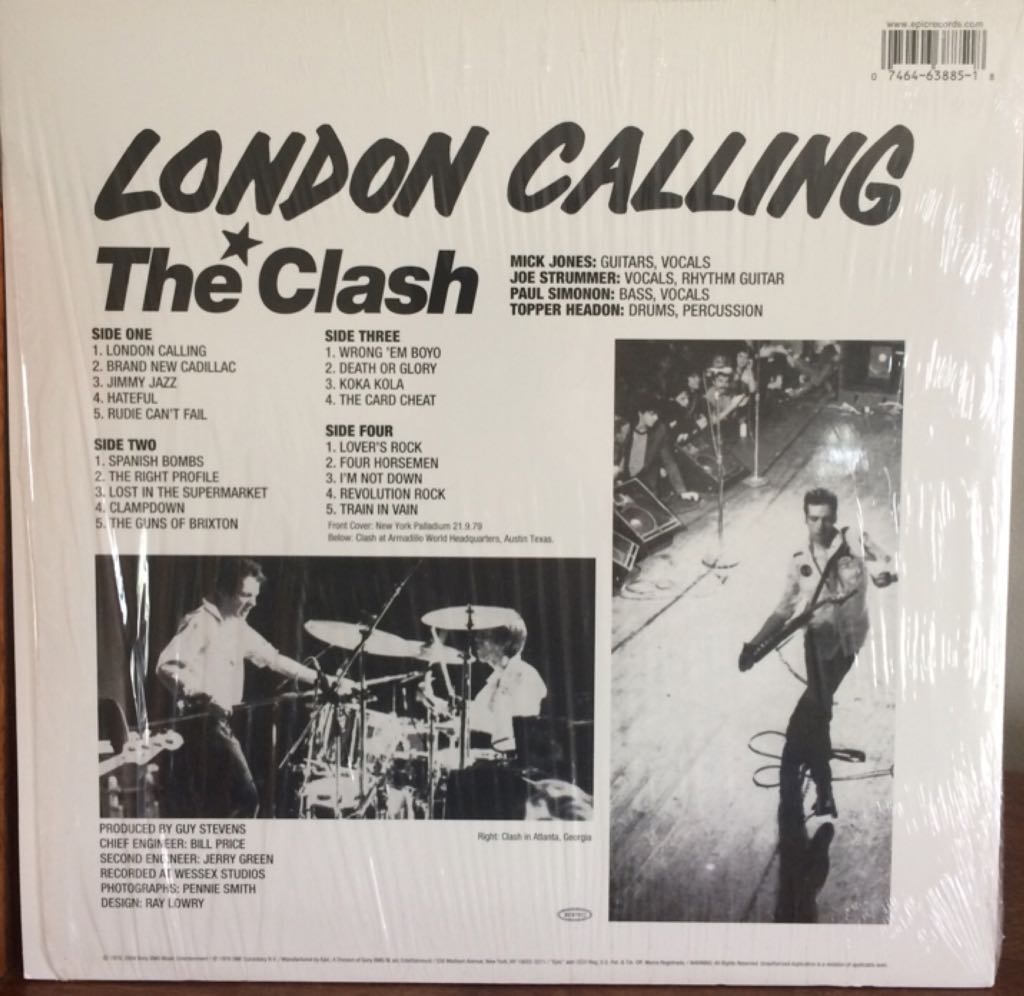 www.epicrecords.com
0 7464-63885-1 8
LONDON CALLING
The Clash
MICK JONES: GUITARS, VOCALS
JOE STRUMMER: VOCALS, RHYTHM GUITAR
PAUL SIMONON: BASS, VOCALS
TOPPER HEADON: DRUMS, PERCUSSION
SIDE ONE
1. LONDON CALLING
2. BRAND NEW CADILLAC
3. JIMMY JAZZ
4. HATEFUL
5. RUDIE CAN'T FAIL
SIDE TWO
1. SPANISH BOMBS
2. THE RIGHT PROFILE
3. LOST IN THE SUPERMARKET
4. CLAMPDOWN
5. THE GUNS OF BRIXTON
SIDE THREE
1. WRONG 'EM BOYO
2. DEATH OR GLORY
3. KOKA KOLA
4. THE CARD CHEAT
SIDE FOUR
1. LOVER'S ROCK
2. FOUR HORSEMEN
3. I'M NOT DOWN
4. REVOLUTION ROCK
5. TRAIN IN VAIN
Front Cover: New York Palladium 21.9.79
Below: Clash at Armadillo World Headquarters, Austin Texas.
Right: Clash in Atlanta, Georgia
PRODUCED BY GUY STEVENS
CHIEF ENGINEER: BILL PRICE
SECOND ENGINEER: JERRY GREEN
RECORDED AT WESSEX STUDIOS
PHOTOGRAPHS: PENNIE SMITH
DESIGN: RAY LOWRY